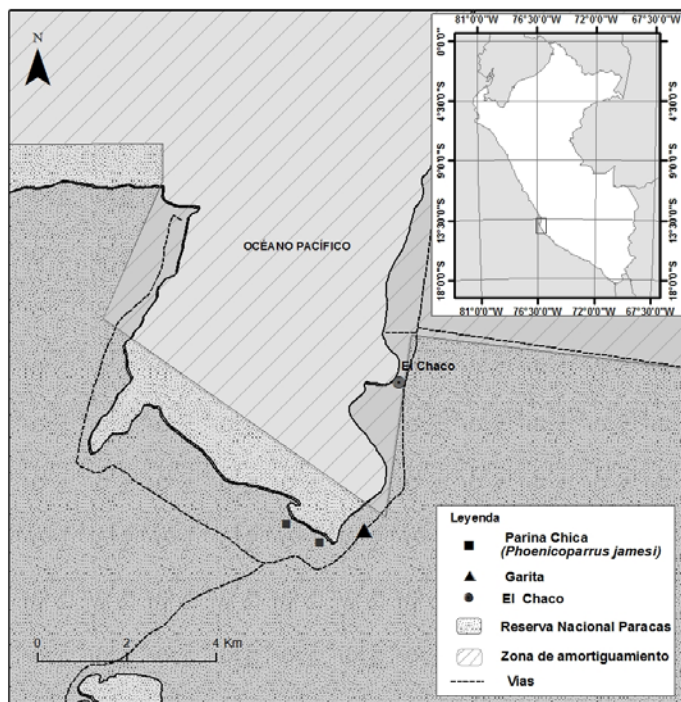 N
OCÉANO PACÍFICO
El Chaco
0 2 4 Km
81°0'0"W 76°30'0"W 72°0'0"W 67°30'0"W
0°0'0"
4°30'0"S
9°0'0"S
13°30'0"S
18°0'0"S
0°0'0"
4°30'0"S
9°0'0"S
13°30'0"S
18°0'0"S
81°0'0"W 76°30'0"W 72°0'0"W 67°30'0"W
Leyenda
Parina Chica
(Phoenicoparrus jamesi)
Garita
El Chaco
Reserva Nacional Paracas
Zona de amortiguamiento
Vias